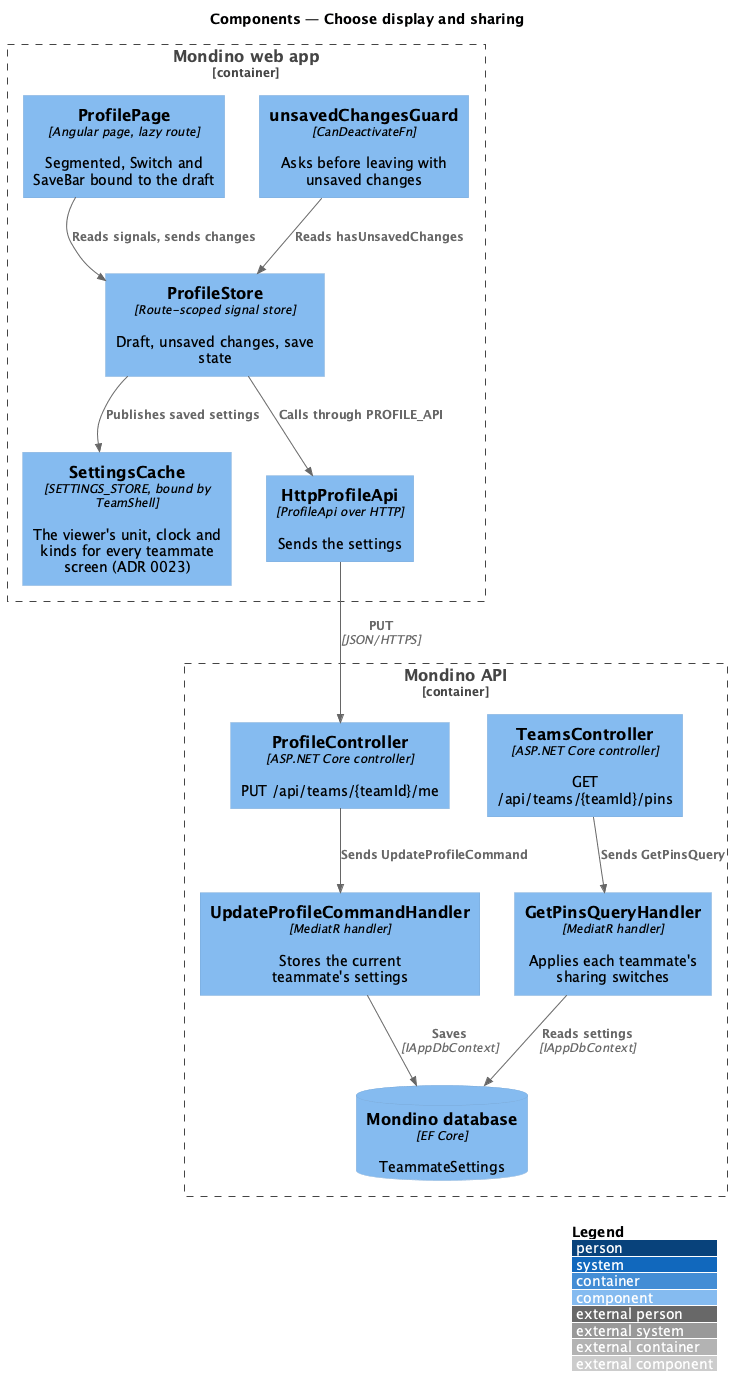 Components — Choose display and sharing
Mondino web app
[container]
ProfilePage
[Angular page, lazy route]
Segmented, Switch and
SaveBar bound to the draft
unsavedChangesGuard
[CanDeactivateFn]
Asks before leaving with
unsaved changes
Reads signals, sends changes
Reads hasUnsavedChanges
ProfileStore
[Route-scoped signal store]
Draft, unsaved changes, save
state
Publishes saved settings
Calls through PROFILE_API
SettingsCache
[SETTINGS_STORE, bound by
TeamShell]
The viewer's unit, clock and
kinds for every teammate
screen (ADR 0023)
HttpProfileApi
[ProfileApi over HTTP]
Sends the settings
PUT
[JSON/HTTPS]
Mondino API
[container]
ProfileController
[ASP.NET Core controller]
PUT /api/teams/{teamId}/me
TeamsController
[ASP.NET Core controller]
GET
/api/teams/{teamId}/pins
Sends UpdateProfileCommand
Sends GetPinsQuery
UpdateProfileCommandHandler
[MediatR handler]
Stores the current
teammate's settings
GetPinsQueryHandler
[MediatR handler]
Applies each teammate's
sharing switches
Saves
[IAppDbContext]
Reads settings
[IAppDbContext]
Mondino database
[EF Core]
TeammateSettings
Legend
person
system
container
component
external person
external system
external container
external component